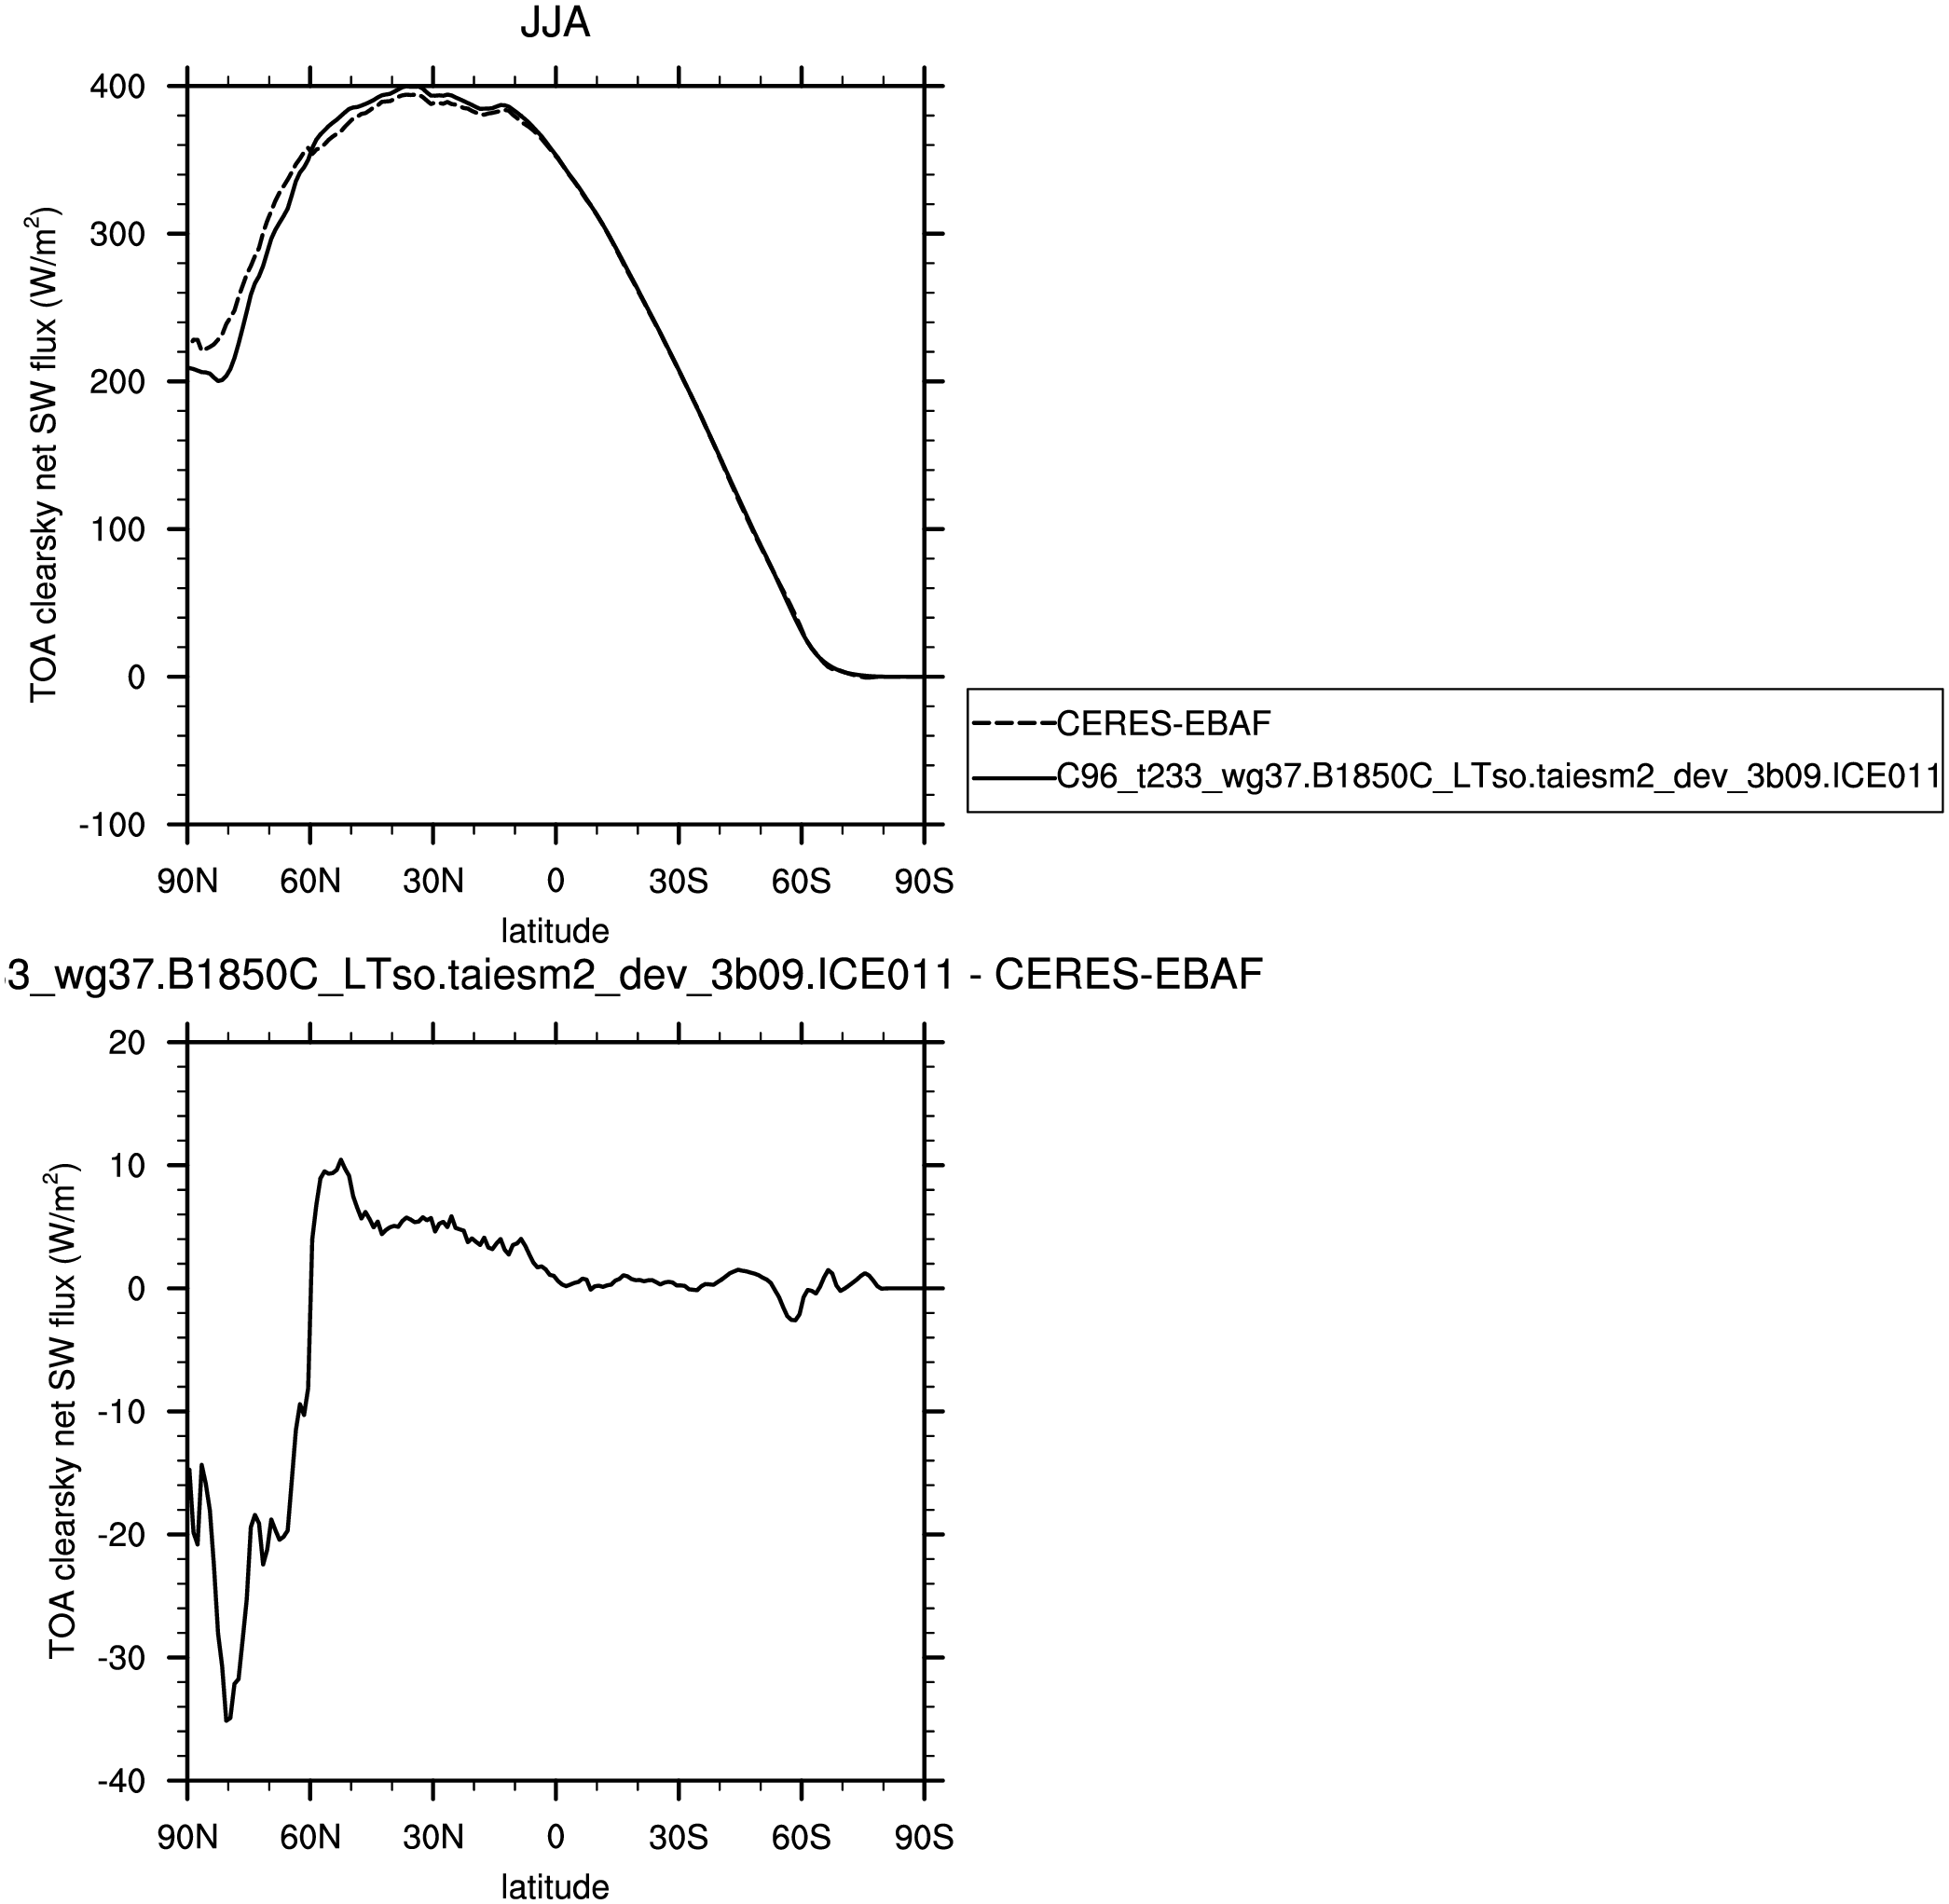 JJA
TOA clearsky net SW flux (W/m²)
400
300
200
100
0
-100
90N 60N 30N 0 30S 60S 90S
latitude
CERES-EBAF
C96_t233_wg37.B1850C_LTso.taiesm2_dev_3b09.ICE011
3_wg37.B1850C_LTso.taiesm2_dev_3b09.ICE011 - CERES-EBAF
TOA clearsky net SW flux (W/m²)
20
10
0
-10
-20
-30
-40
90N 60N 30N 0 30S 60S 90S
latitude